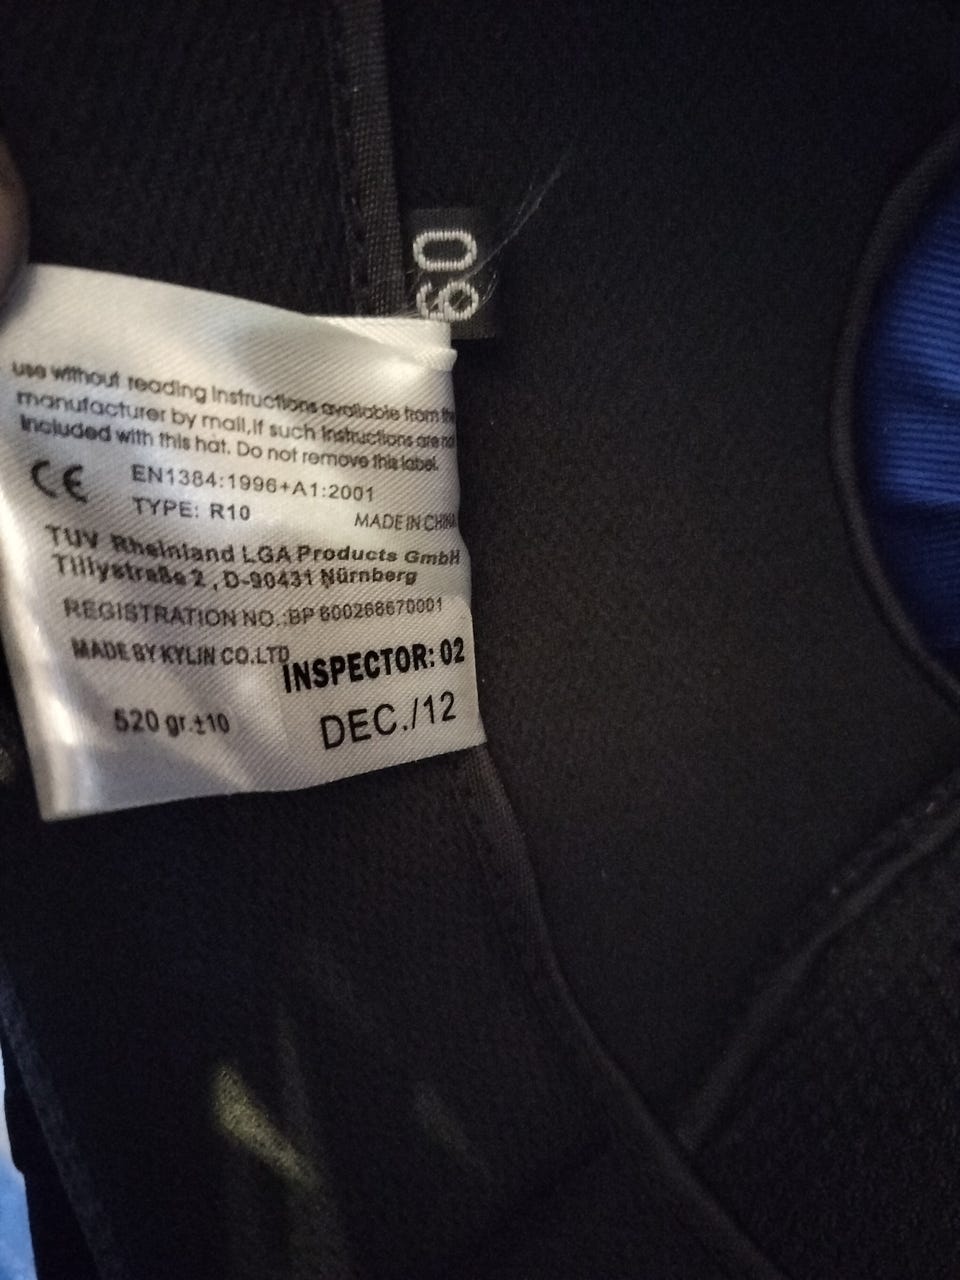 60
use without reading instructions available from the
manufacturer by mail,if such instructions are not
included with this hat. Do not remove this label.
CE
EN1384:1996+A1:2001
TYPE: R10
MADE IN CHINA
TUV Rheinland LGA Products GmbH
Tillystraße 2 , D-90431 Nürnberg
REGISTRATION NO.:BP 600266670001
MADE BY KYLIN CO.LTD
INSPECTOR: 02
520 gr.±10
DEC./12